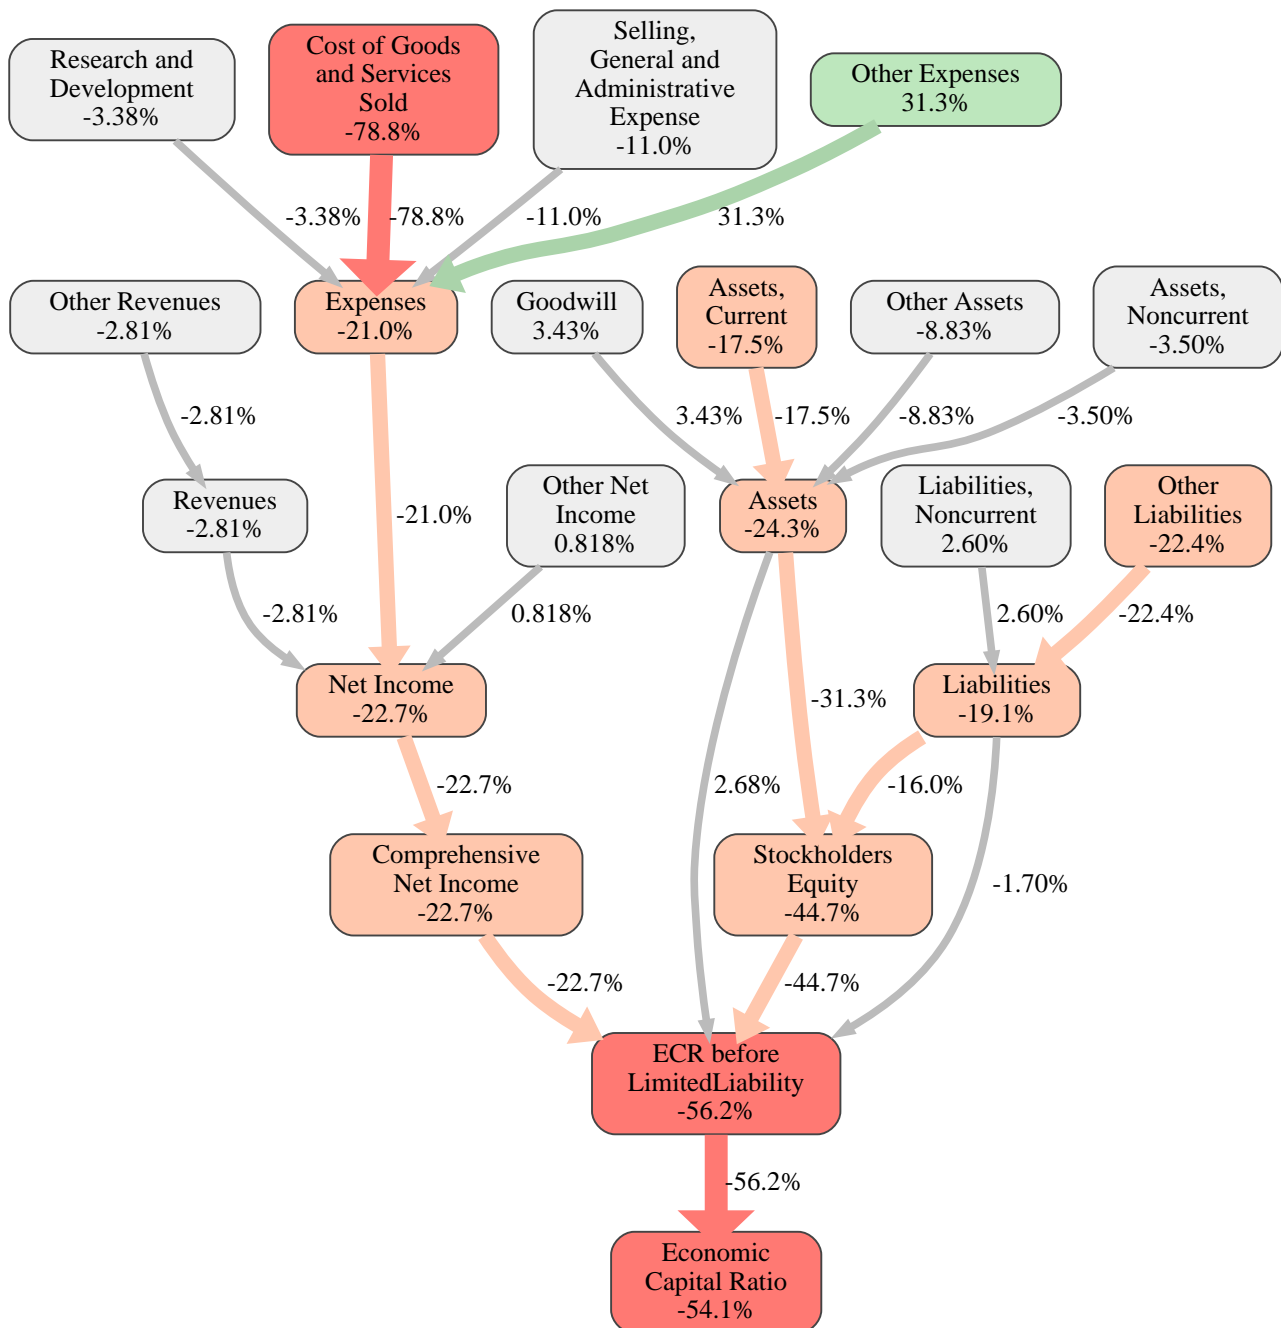 Research and
Development
-3.38%
Cost of Goods
and Services
Sold
-78.8%
Selling,
General and
Administrative
Expense
-11.0%
Other Expenses
31.3%
-3.38%
-78.8%
-11.0%
31.3%
Other Revenues
-2.81%
Expenses
-21.0%
Goodwill
3.43%
Assets,
Current
-17.5%
Other Assets
-8.83%
Assets,
Noncurrent
-3.50%
-2.81%
3.43%
-17.5%
-8.83%
-3.50%
Revenues
-2.81%
-21.0%
Other Net
Income
0.818%
Assets
-24.3%
Liabilities,
Noncurrent
2.60%
Other
Liabilities
-22.4%
-2.81%
0.818%
2.60%
-22.4%
Net Income
-22.7%
-31.3%
Liabilities
-19.1%
-22.7%
2.68%
-16.0%
Comprehensive
Net Income
-22.7%
Stockholders
Equity
-44.7%
-1.70%
-22.7%
-44.7%
ECR before
LimitedLiability
-56.2%
-56.2%
Economic
Capital Ratio
-54.1%